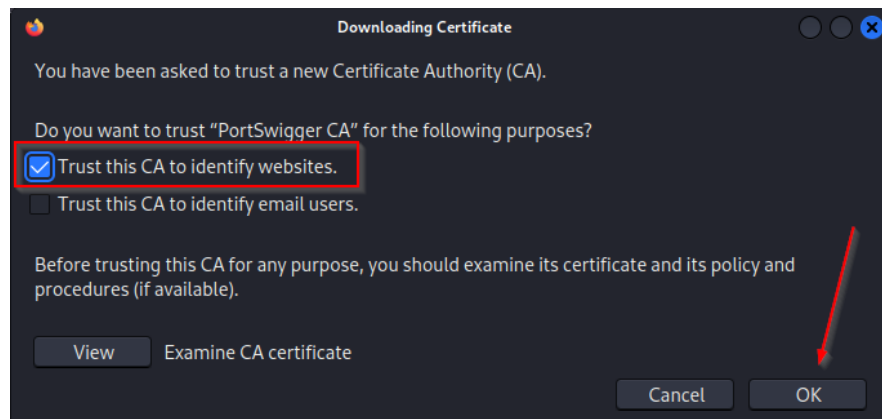 Downloading Certificate
You have been asked to trust a new Certificate Authority (CA).
Do you want to trust “PortSwigger CA” for the following purposes?
Trust this CA to identify websites.
Trust this CA to identify email users.
Before trusting this CA for any purpose, you should examine its certificate and its policy and
procedures (if available).
View Examine CA certificate
Cancel OK